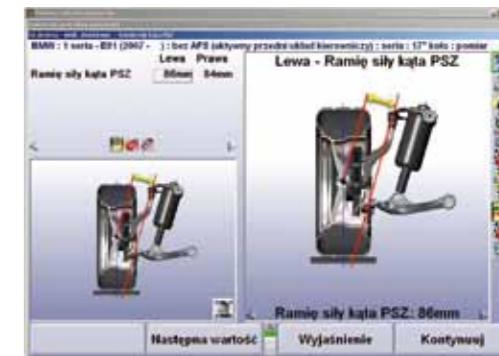 BMW : 1 seria - E81 (2007 - ) : bez AFS (aktywny przedni układ kierowniczy) : seria : 17" koło : pomiar
Lewa Prawa
Ramię siły kąta PSZ 86mm 84mm
Lewa - Ramię siły kąta PSZ
Ramię siły kąta PSZ: 86mm
Następna wartość
Wyjaśnienie
Kontynuuj